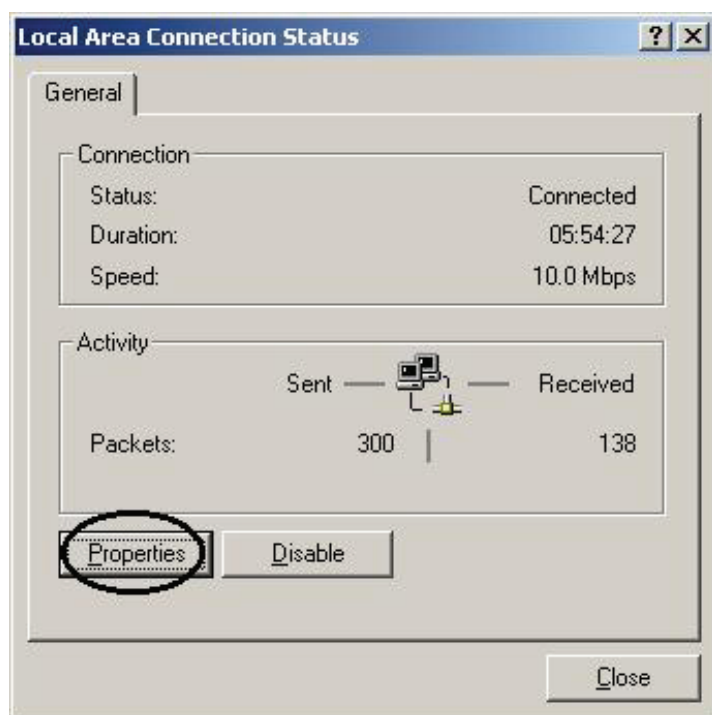 Local Area Connection Status
General
Connection
Status: Connected
Duration: 05:54:27
Speed: 10.0 Mbps
Activity
Sent Received
Packets: 300 138
Properties Disable
Close